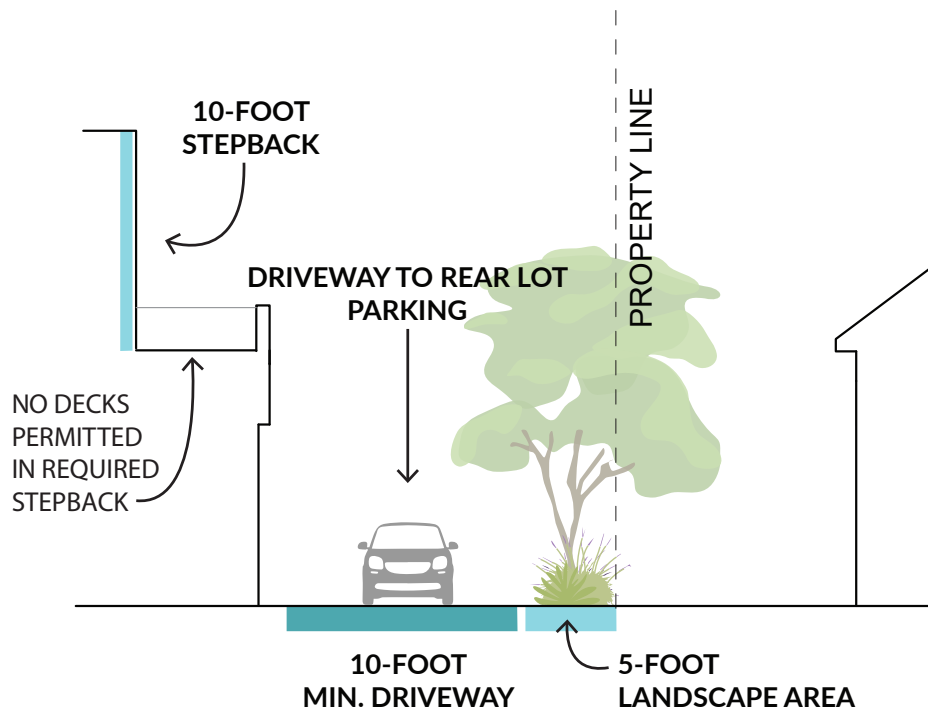 10-FOOT
STEPBACK
PROPERTY LINE
DRIVEWAY TO REAR LOT
PARKING
NO DECKS
PERMITTED
IN REQUIRED
STEPBACK
10-FOOT
MIN. DRIVEWAY
5-FOOT
LANDSCAPE AREA